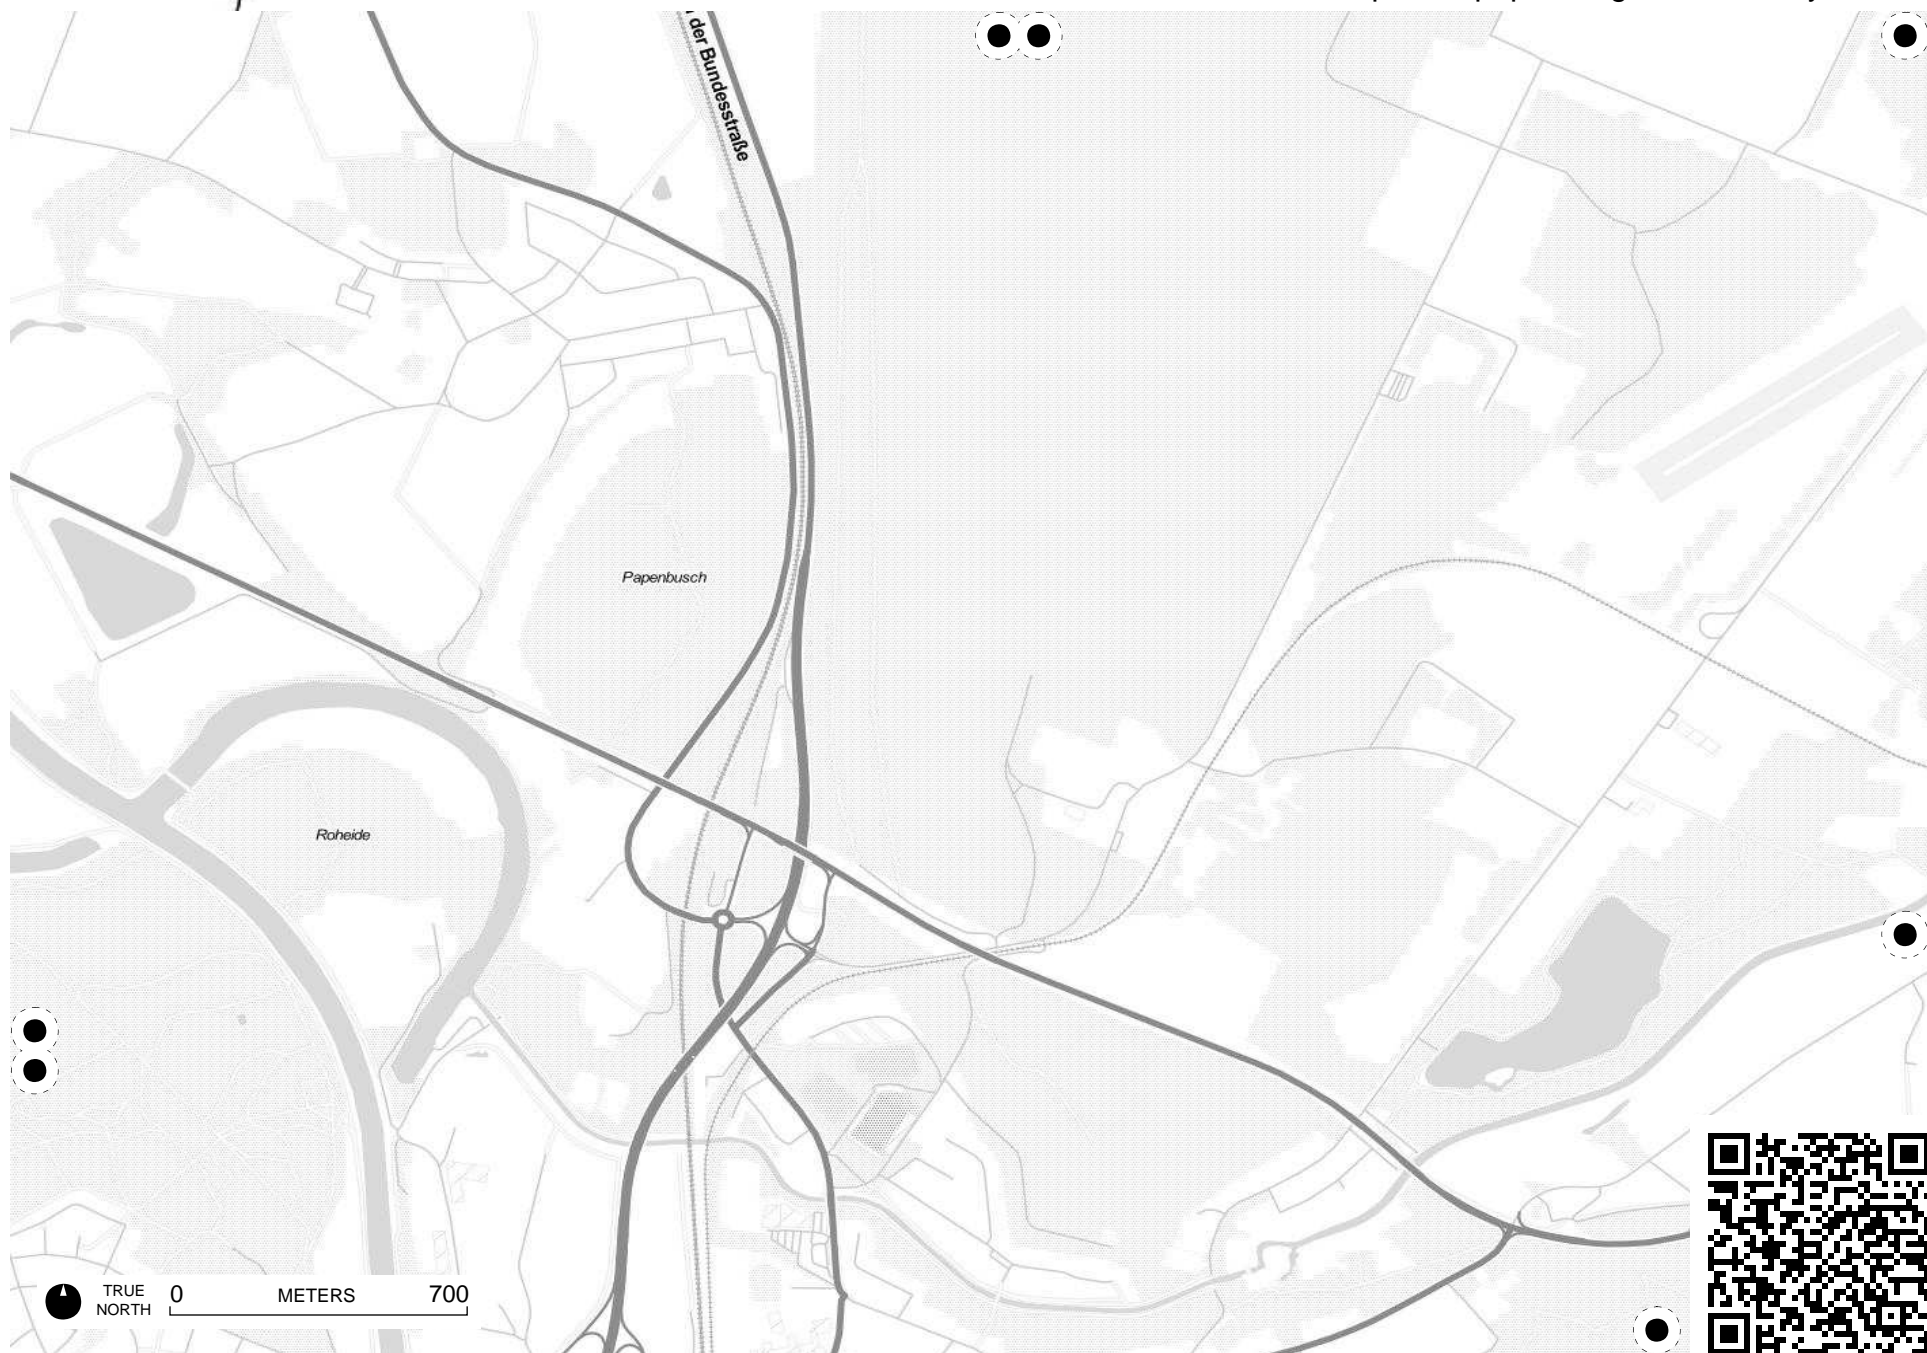 der Bundesstraße
Papenbusch
Roheide
TRUE
NORTH
0 METERS 700